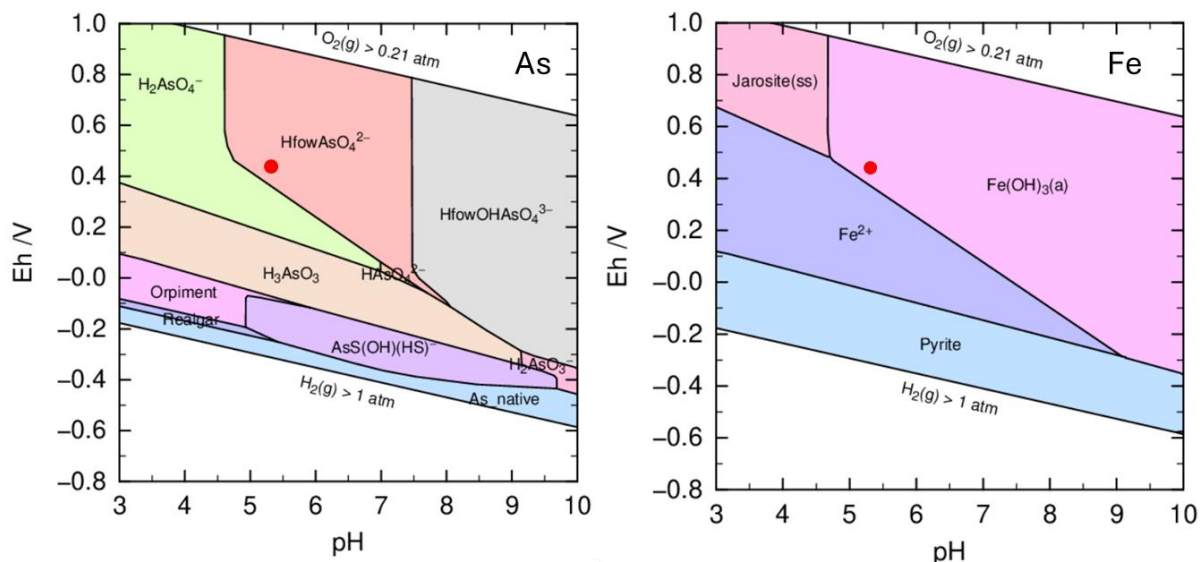 1.0
0.8
0.6
0.4
0.2
−0.0
−0.2
−0.4
−0.6
−0.8
Eh /V
3 4 5 6 7 8 9 10
pH
As
O₂(g) > 0.21 atm
H₂AsO₄⁻
HfowAsO₄²⁻
HfowOHAsO₄³⁻
H₃AsO₃
HAsO₄²⁻
Orpiment
Realgar
AsS(OH)(HS)⁻
H₂AsO₃⁻
As_native
H₂(g) > 1 atm
1.0
0.8
0.6
0.4
0.2
−0.0
−0.2
−0.4
−0.6
−0.8
Eh /V
3 4 5 6 7 8 9 10
pH
Fe
O₂(g) > 0.21 atm
Jarosite(ss)
Fe(OH)₃(a)
Fe²⁺
Pyrite
H₂(g) > 1 atm